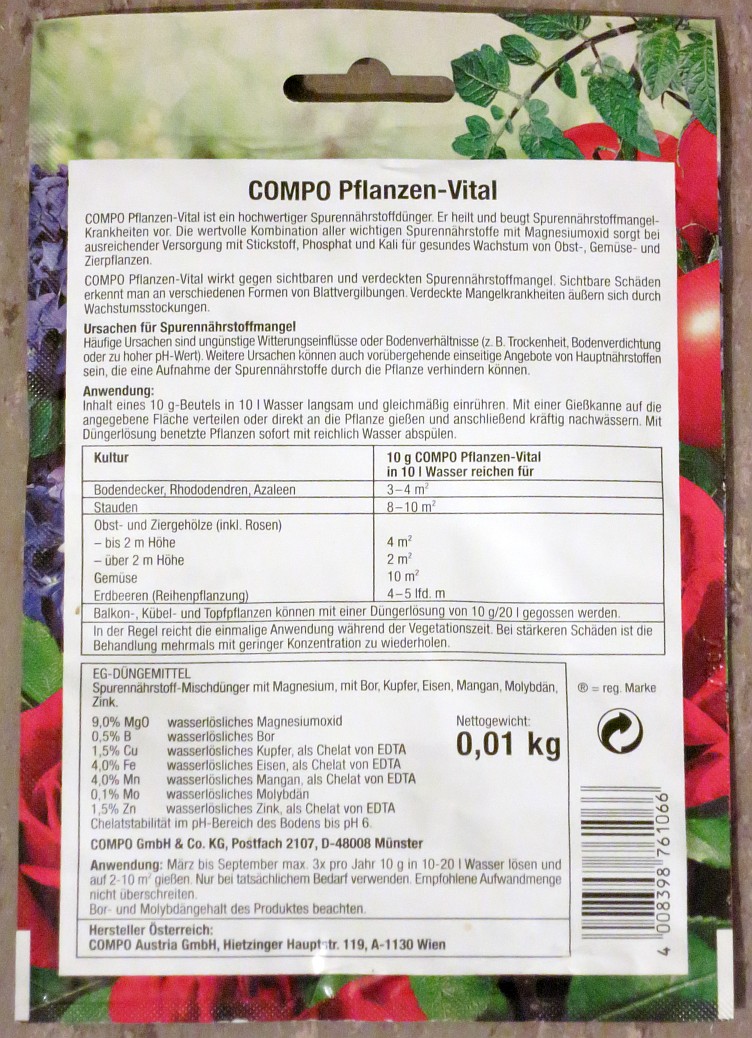 COMPO Pflanzen-Vital
COMPO Pflanzen-Vital ist ein hochwertiger Spurennährstoffdünger. Er heilt und beugt Spurennährstoffmangel-
Krankheiten vor. Die wertvolle Kombination aller wichtigen Spurennährstoffe mit Magnesiumoxid sorgt bei
ausreichender Versorgung mit Stickstoff, Phosphat und Kali für gesundes Wachstum von Obst-, Gemüse- und
Zierpflanzen.
COMPO Pflanzen-Vital wirkt gegen sichtbaren und verdeckten Spurennährstoffmangel. Sichtbare Schäden
erkennt man an verschiedenen Formen von Blattvergilbungen. Verdeckte Mangelkrankheiten äußern sich durch
Wachstumsstockungen.
Ursachen für Spurennährstoffmangel
Häufige Ursachen sind ungünstige Witterungseinflüsse oder Bodenverhältnisse (z. B. Trockenheit, Bodenverdichtung
oder zu hoher pH-Wert). Weitere Ursachen können auch vorübergehende einseitige Angebote von Hauptnährstoffen
sein, die eine Aufnahme der Spurennährstoffe durch die Pflanze verhindern können.
Anwendung:
Inhalt eines 10 g-Beutels in 10 l Wasser langsam und gleichmäßig einrühren. Mit einer Gießkanne auf die
angegebene Fläche verteilen oder direkt an die Pflanze gießen und anschließend kräftig nachwässern. Mit
Düngerlösung benetzte Pflanzen sofort mit reichlich Wasser abspülen.
Kultur 10 g COMPO Pflanzen-Vital
in 10 l Wasser reichen für
Bodendecker, Rhododendren, Azaleen 3–4 m²
Stauden 8–10 m²
Obst- und Ziergehölze (inkl. Rosen)
– bis 2 m Höhe 4 m²
– über 2 m Höhe 2 m²
Gemüse 10 m²
Erdbeeren (Reihenpflanzung) 4–5 lfd. m
Balkon-, Kübel- und Topfpflanzen können mit einer Düngerlösung von 10 g/20 l gegossen werden.
In der Regel reicht die einmalige Anwendung während der Vegetationszeit. Bei stärkeren Schäden ist die
Behandlung mehrmals mit geringer Konzentration zu wiederholen.
EG-DÜNGEMITTEL
Spurennährstoff-Mischdünger mit Magnesium, mit Bor, Kupfer, Eisen, Mangan, Molybdän,
Zink.
® = reg. Marke
9,0% MgO wasserlösliches Magnesiumoxid
0,5% B wasserlösliches Bor
1,5% Cu wasserlösliches Kupfer, als Chelat von EDTA
4,0% Fe wasserlösliches Eisen, als Chelat von EDTA
4,0% Mn wasserlösliches Mangan, als Chelat von EDTA
0,1% Mo wasserlösliches Molybdän
1,5% Zn wasserlösliches Zink, als Chelat von EDTA
Nettogewicht:
0,01 kg
Chelatstabilität im pH-Bereich des Bodens bis pH 6.
COMPO GmbH & Co. KG, Postfach 2107, D-48008 Münster
Anwendung: März bis September max. 3x pro Jahr 10 g in 10-20 l Wasser lösen und
auf 2-10 m² gießen. Nur bei tatsächlichem Bedarf verwenden. Empfohlene Aufwandmenge
nicht überschreiten.
Bor- und Molybdängehalt des Produktes beachten.
Hersteller Österreich:
COMPO Austria GmbH, Hietzinger Hauptstr. 119, A-1130 Wien
4 008398 761066